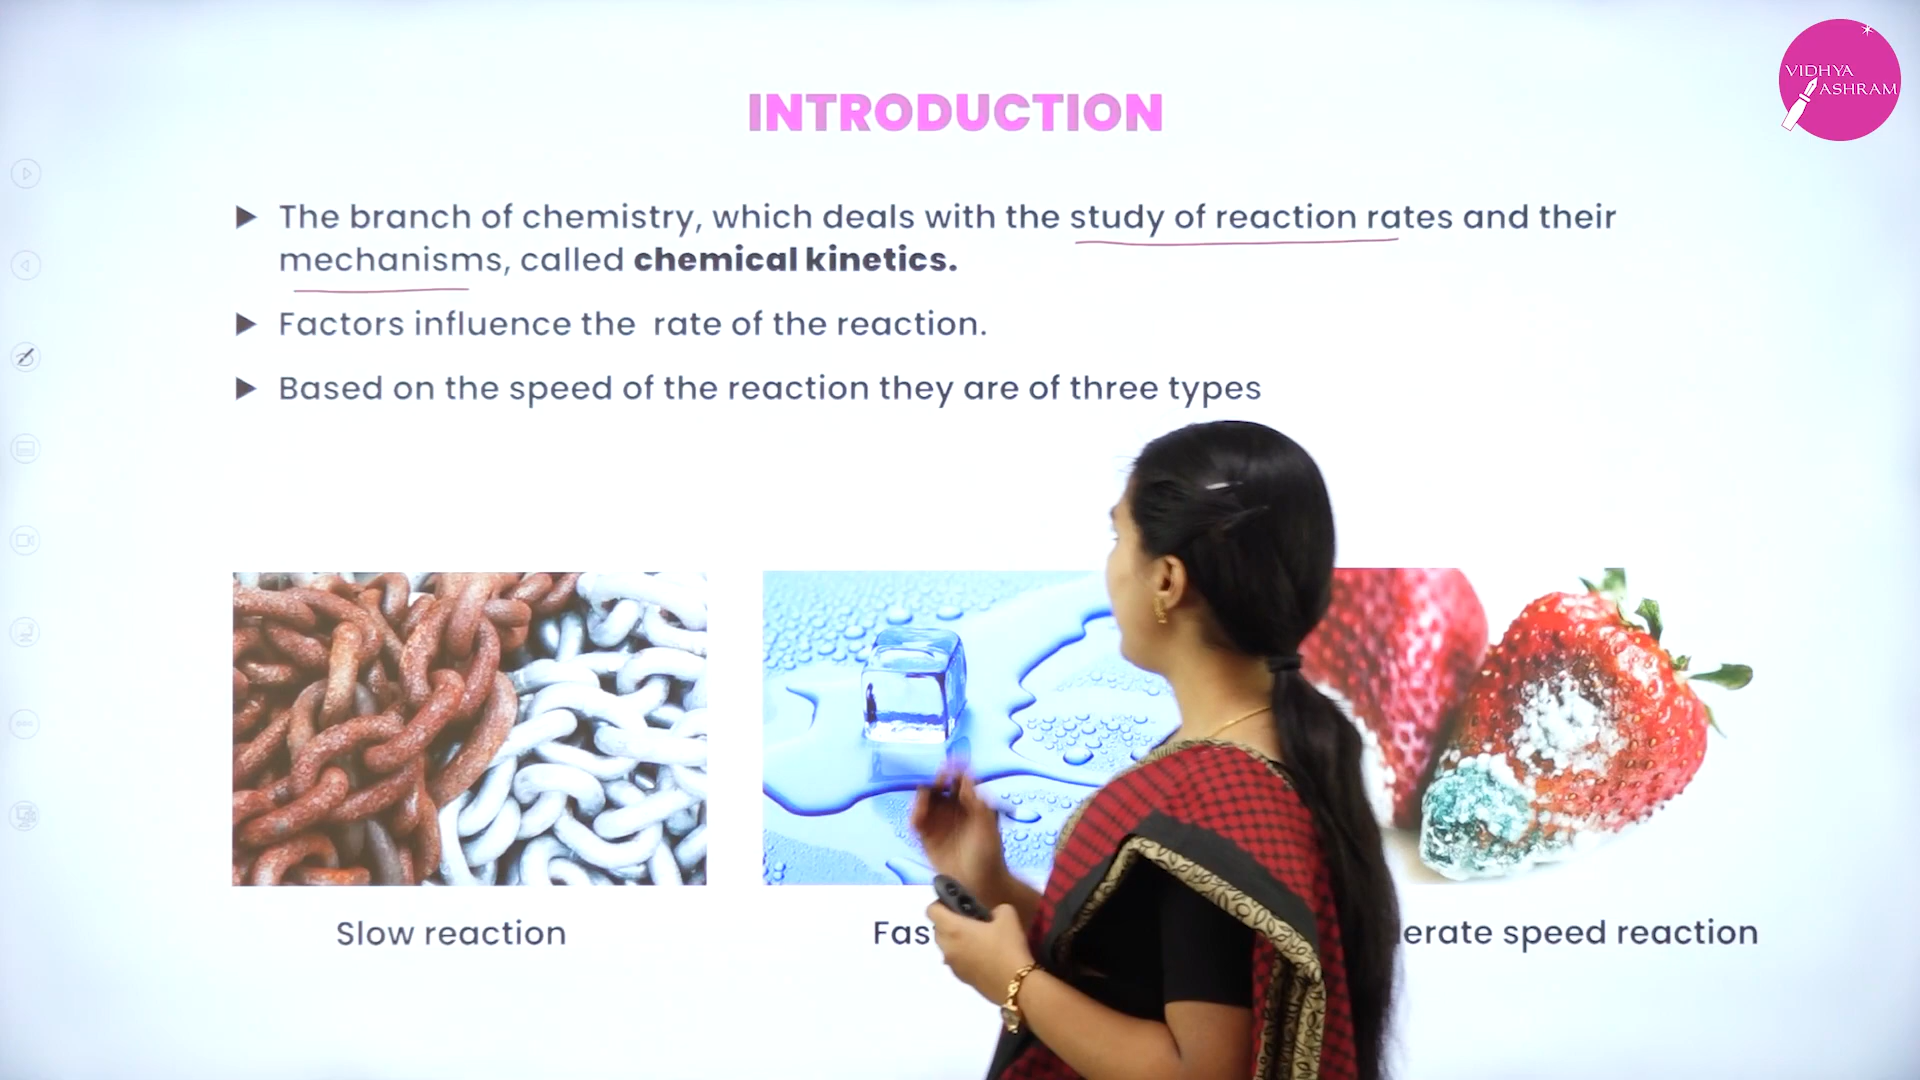 VIDHYA
ASHRAM
INTRODUCTION
The branch of chemistry, which deals with the study of reaction rates and their
mechanisms, called chemical kinetics.
Factors influence the rate of the reaction.
Based on the speed of the reaction they are of three types
Slow reaction
speed reaction